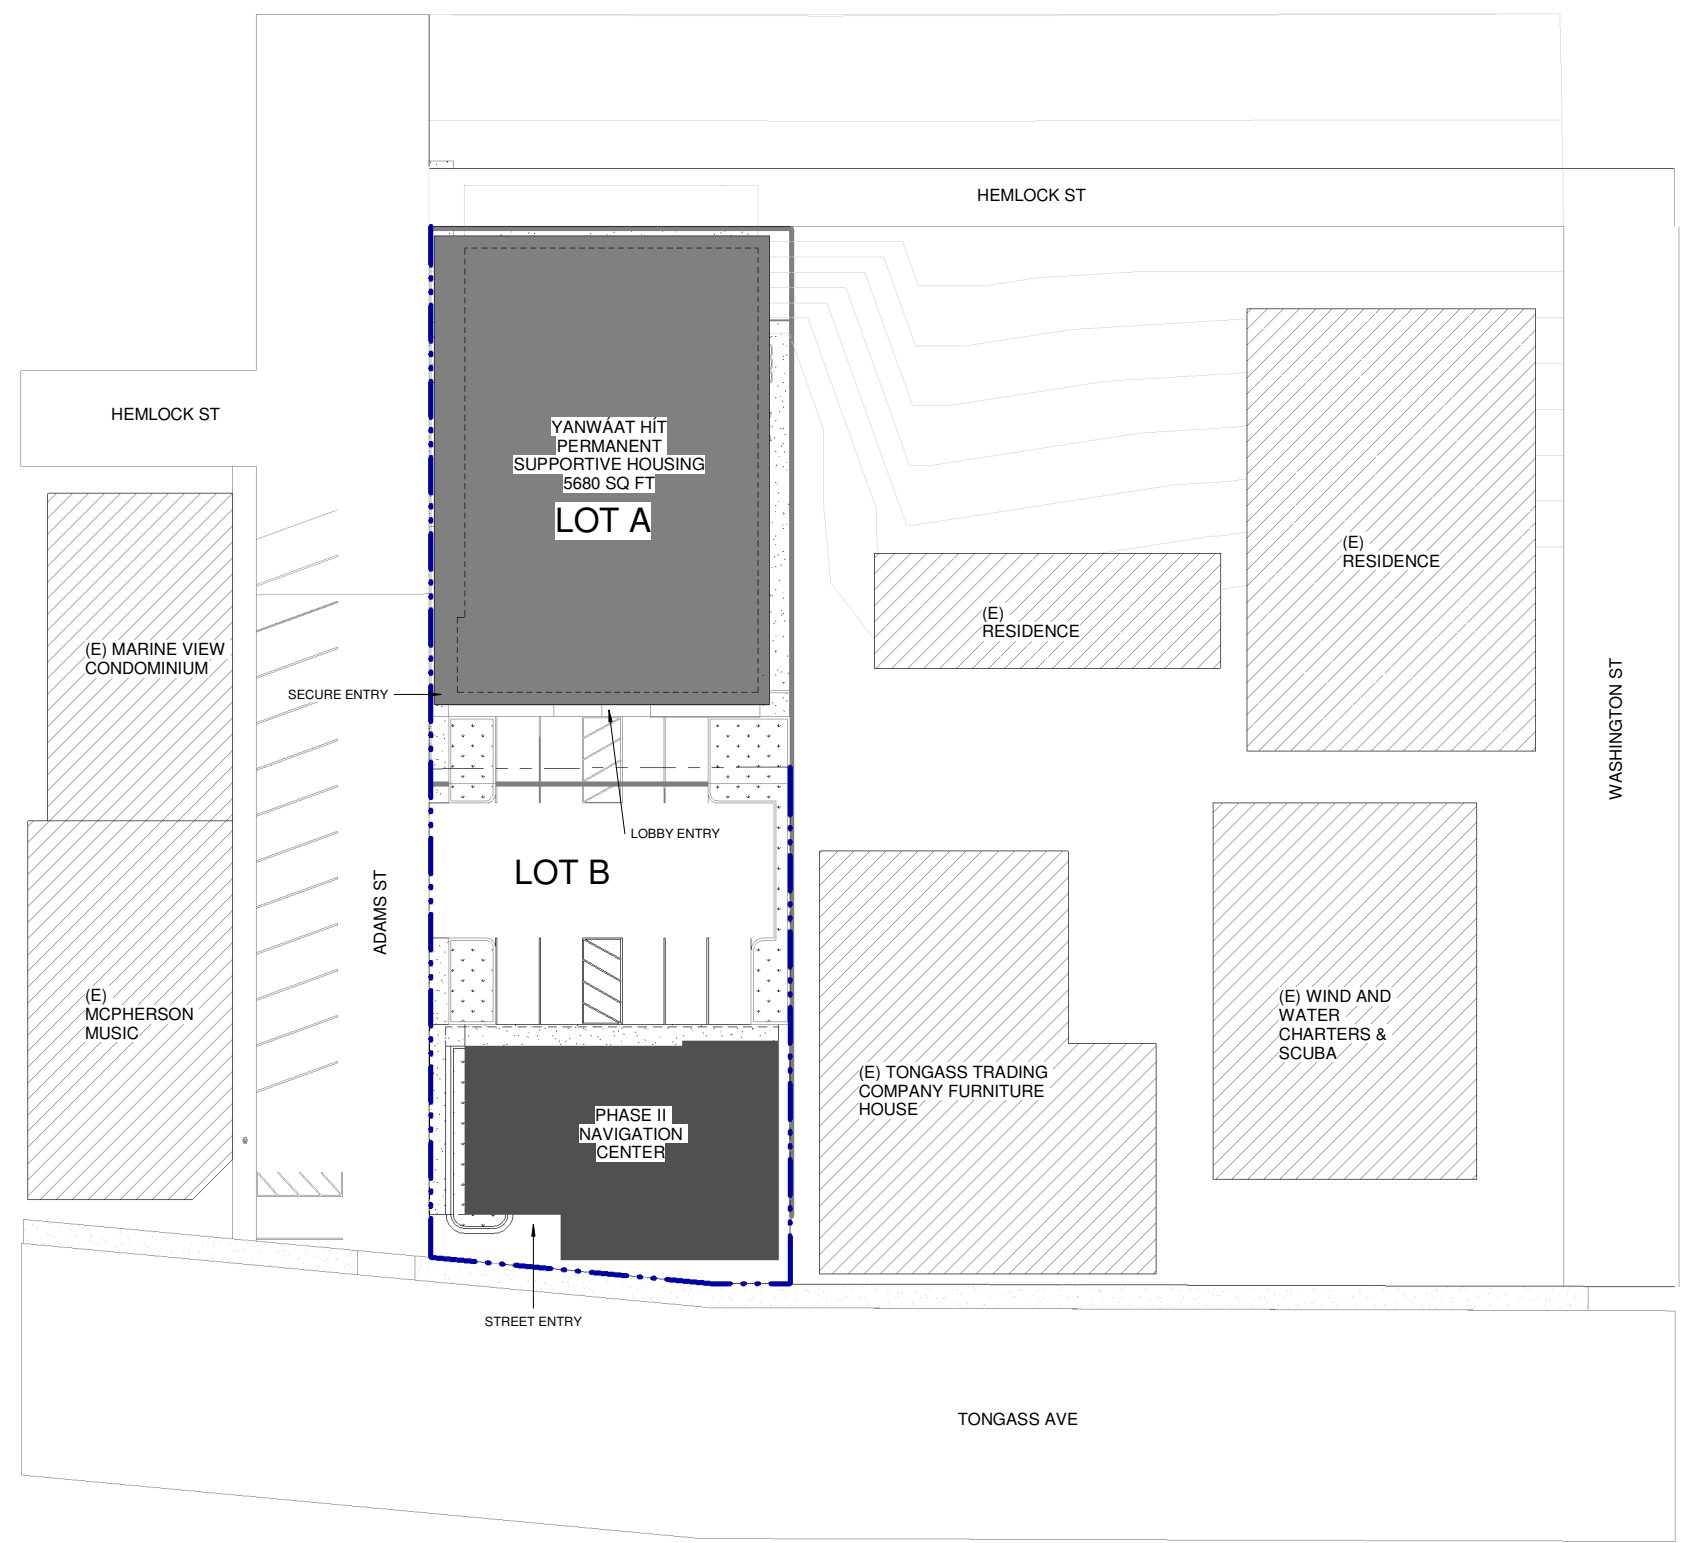 HEMLOCK ST
HEMLOCK ST
YANWÁAT HÍT
PERMANENT
SUPPORTIVE HOUSING
5680 SQ FT
LOT A
(E)
RESIDENCE
(E)
RESIDENCE
(E) MARINE VIEW
CONDOMINIUM
SECURE ENTRY
WASHINGTON ST
LOBBY ENTRY
LOT B
ADAMS ST
(E)
MCPHERSON
MUSIC
(E) WIND AND
WATER
CHARTERS &
SCUBA
(E) TONGASS TRADING
COMPANY FURNITURE
HOUSE
PHASE II
NAVIGATION
CENTER
STREET ENTRY
TONGASS AVE